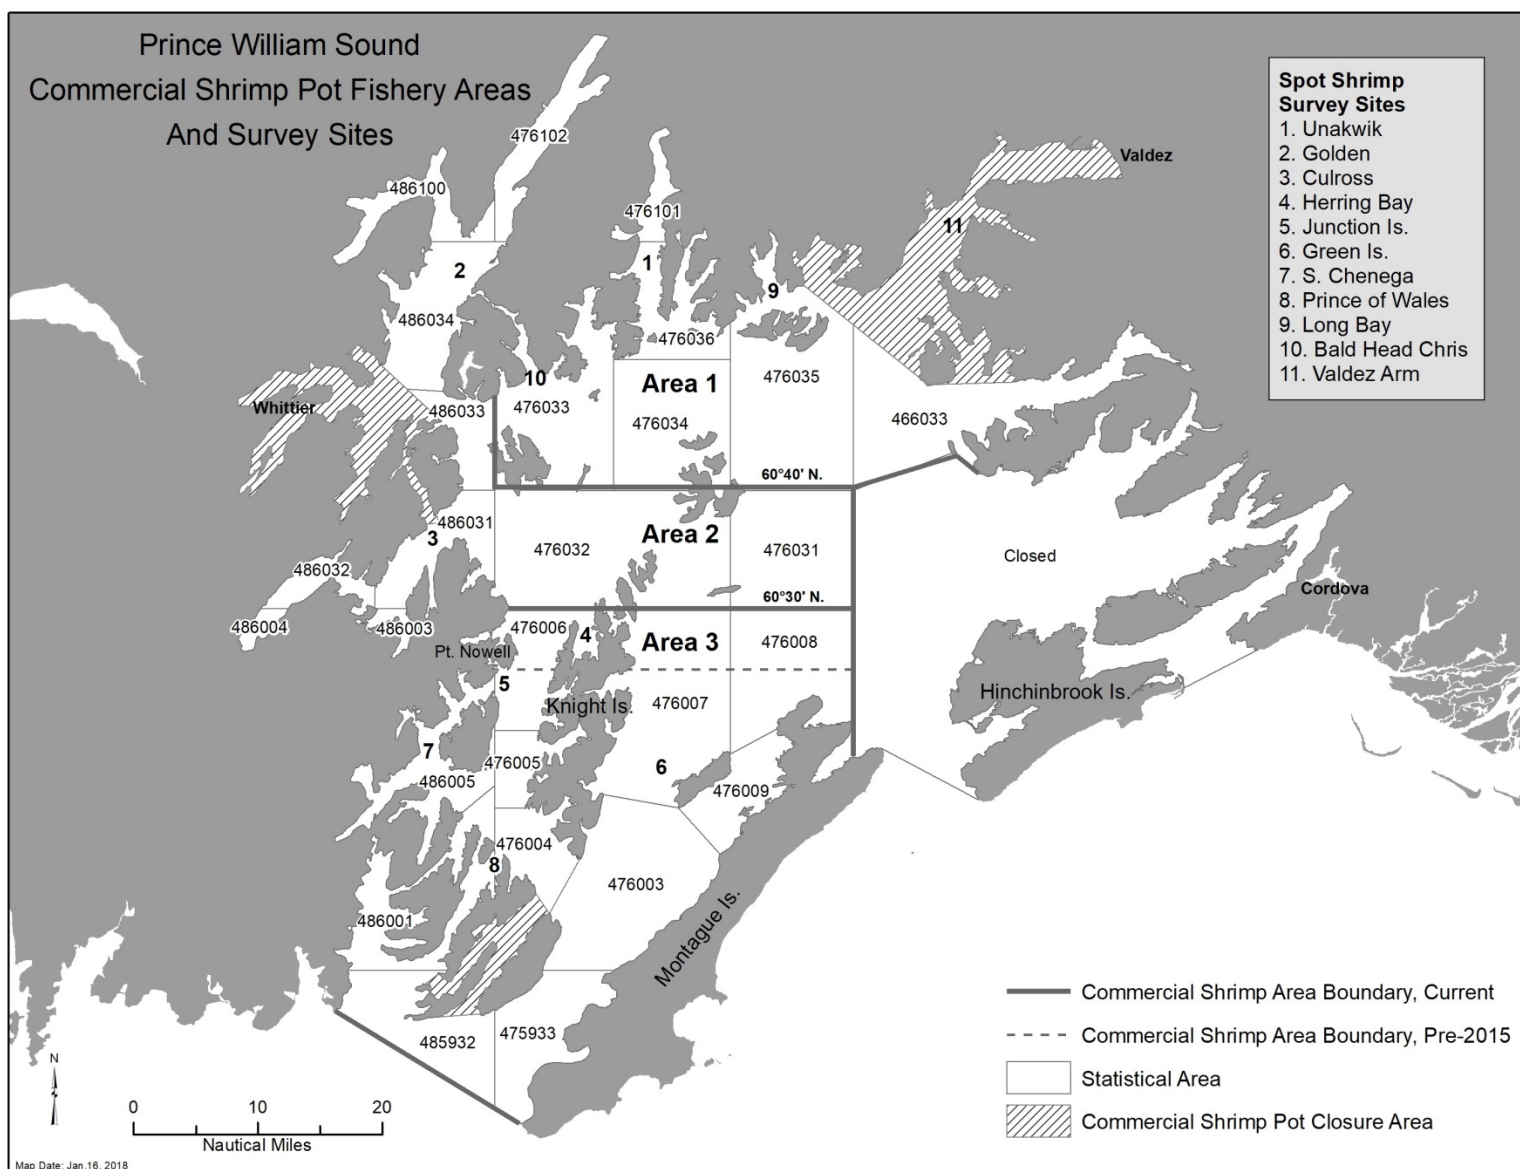 Prince William Sound
Commercial Shrimp Pot Fishery Areas
And Survey Sites
Spot Shrimp
Survey Sites
1. Unakwik
2. Golden
3. Culross
4. Herring Bay
5. Junction Is.
6. Green Is.
7. S. Chenega
8. Prince of Wales
9. Long Bay
10. Bald Head Chris
11. Valdez Arm
476102
Valdez
486100
476101
11
1
2
9
486034
476036
10
Area 1
476035
Whittier
486033
476033
476034
466033
60°40' N.
486031
3
Area 2
476032
476031
Closed
486032
Cordova
60°30' N.
486004
486003
476006
4
Area 3
476008
Pt. Nowell
5
Knight Is.
476007
Hinchinbrook Is.
7
476005
6
486005
476009
476004
8
476003
486001
Montague Is.
485932
475933
Commercial Shrimp Area Boundary, Current
Commercial Shrimp Area Boundary, Pre-2015
Statistical Area
Commercial Shrimp Pot Closure Area
N
0 10 20
Nautical Miles
Map Date: Jan.16, 2018